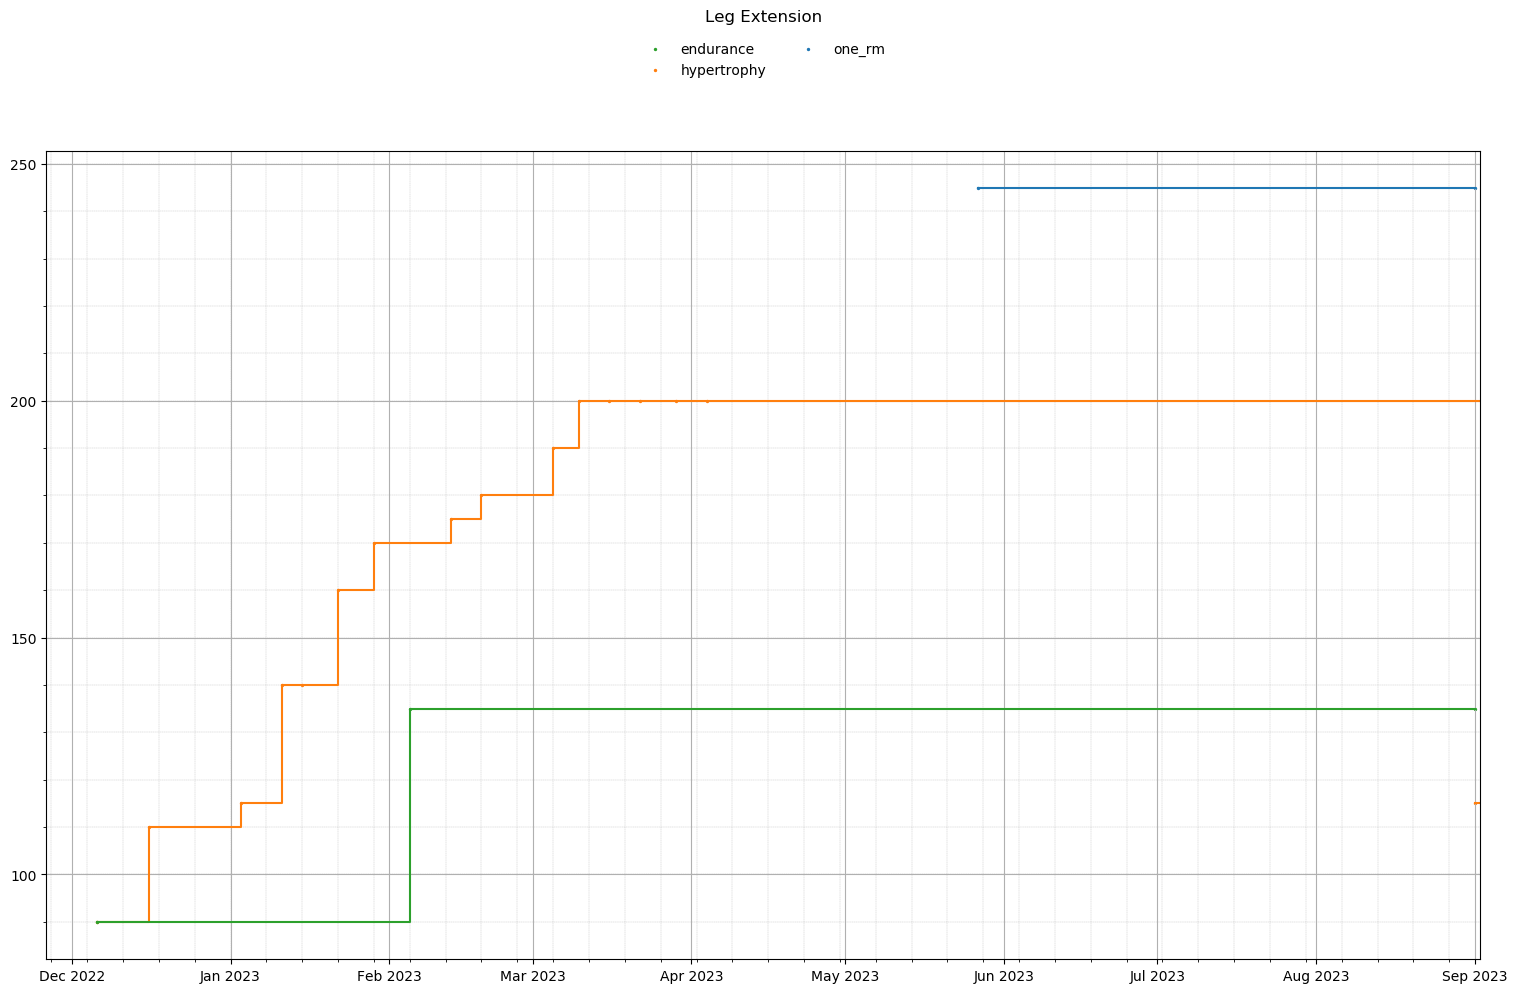 Leg Extension
endurance
hypertrophy
one_rm
250
200
150
100
Dec 2022
Jan 2023
Feb 2023
Mar 2023
Apr 2023
May 2023
Jun 2023
Jul 2023
Aug 2023
Sep 2023